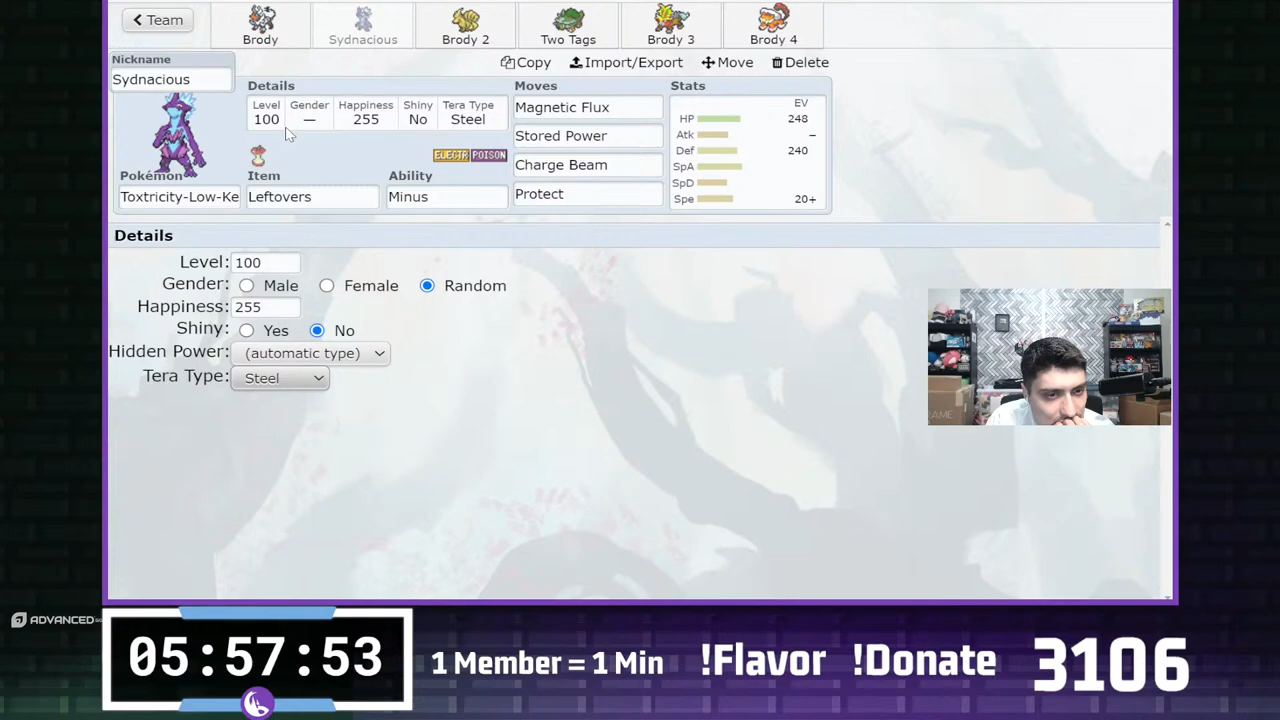 Team
Brody
Sydnacious
Brody 2
Two Tags
Brody 3
Brody 4
Copy
Import/Export
Move
Delete
Nickname
Sydnacious
Details
Level
100
Gender
—
Happiness
255
Shiny
No
Tera Type
Steel
ELECTR
POISON
Pokémon
Toxtricity-Low-Ke
Item
Leftovers
Ability
Minus
Moves
Magnetic Flux
Stored Power
Charge Beam
Protect
Stats
EV
HP 248
Atk –
Def 240
SpA
SpD
Spe 20+
Details
Level: 100
Gender: Male Female Random
Happiness: 255
Shiny: Yes No
Hidden Power: (automatic type)
Tera Type: Steel
ADVANCED
05:57:53
1 Member = 1 Min
!Flavor
!Donate
3106